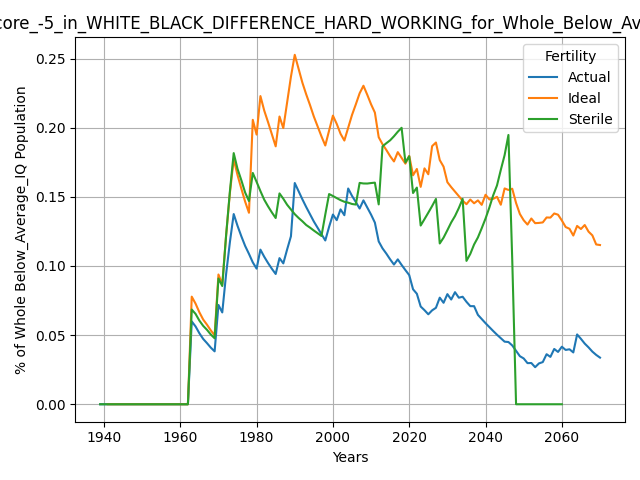 core_-5_in_WHITE_BLACK_DIFFERENCE_HARD_WORKING_for_Whole_Below_Av
% of Whole Below_Average_IQ Population
0.25
0.20
0.15
0.10
0.05
0.00
Fertility
Actual
Ideal
Sterile
1940 1960 1980 2000 2020 2040 2060
Years